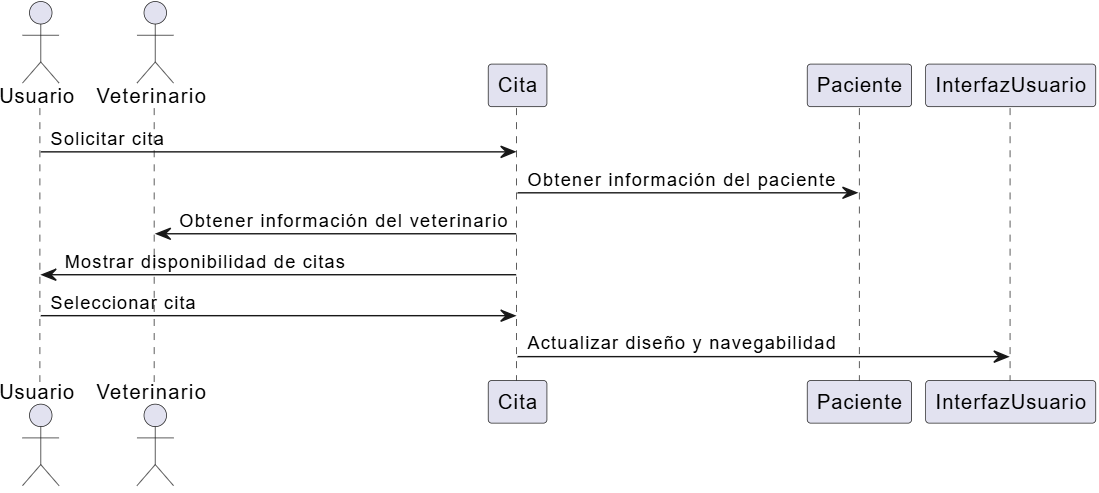 Usuario
Veterinario
Cita
Paciente
InterfazUsuario
Solicitar cita
Obtener información del paciente
Obtener información del veterinario
Mostrar disponibilidad de citas
Seleccionar cita
Actualizar diseño y navegabilidad
Usuario
Veterinario
Cita
Paciente
InterfazUsuario